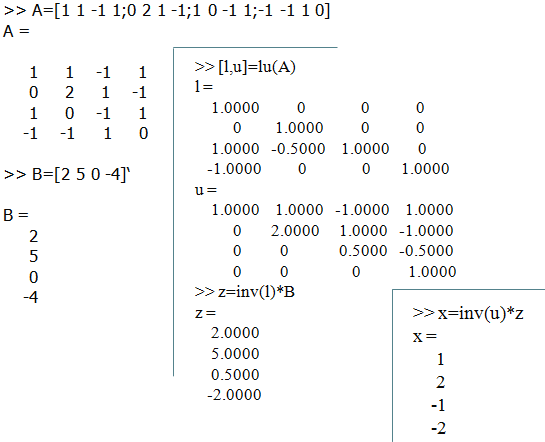 >> A=[1 1 -1 1;0 2 1 -1;1 0 -1 1;-1 -1 1 0]
A =
1 1 -1 1
0 2 1 -1
1 0 -1 1
-1 -1 1 0
>> B=[2 5 0 -4]‛
B =
2
5
0
-4
>> [l,u]=lu(A)
l =
1.0000 0 0 0
0 1.0000 0 0
1.0000 -0.5000 1.0000 0
-1.0000 0 0 1.0000
u =
1.0000 1.0000 -1.0000 1.0000
0 2.0000 1.0000 -1.0000
0 0 0.5000 -0.5000
0 0 0 1.0000
>> z=inv(l)*B
z =
2.0000
5.0000
0.5000
-2.0000
>> x=inv(u)*z
x =
1
2
-1
-2